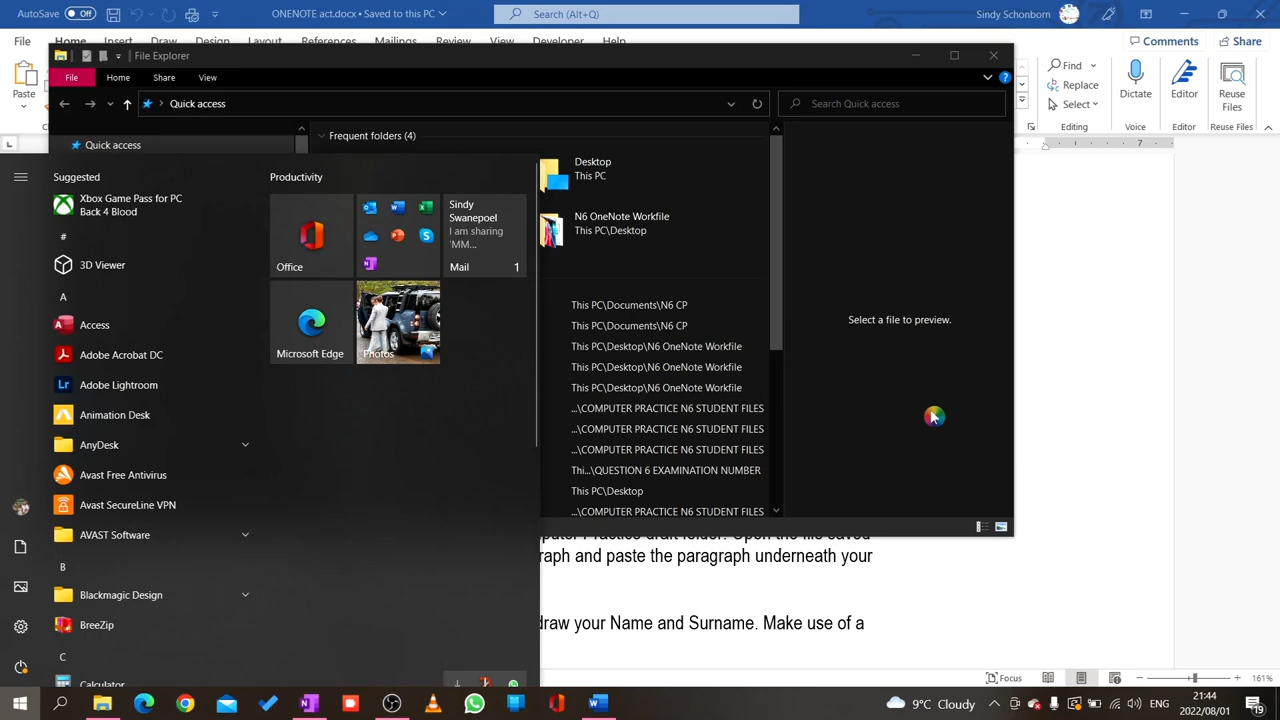 AutoSave Off ONENOTE act.docx • Saved to this PC Search (Alt+Q) Sindy Schonborn
File Home Insert Draw Design Layout References Mailings Review View Developer Help Comments Share
File Explorer
File Home Share View
Paste
Find
Replace
Select
Editing
Dictate
Voice
Editor
Editor
Reuse Files
Reuse Files
Quick access
Search Quick access
Quick access
Frequent folders (4)
Desktop
This PC
N6 OneNote Workfile
This PC\Desktop
This PC\Documents\N6 CP
This PC\Documents\N6 CP
This PC\Desktop\N6 OneNote Workfile
This PC\Desktop\N6 OneNote Workfile
This PC\Desktop\N6 OneNote Workfile
...\COMPUTER PRACTICE N6 STUDENT FILES
...\COMPUTER PRACTICE N6 STUDENT FILES
...\COMPUTER PRACTICE N6 STUDENT FILES
Thi...\QUESTION 6 EXAMINATION NUMBER
This PC\Desktop
...\COMPUTER PRACTICE N6 STUDENT FILES
Select a file to preview.
7
Suggested
Xbox Game Pass for PC
Back 4 Blood
#
3D Viewer
A
Access
Adobe Acrobat DC
Adobe Lightroom
Animation Desk
AnyDesk
Avast Free Antivirus
Avast SecureLine VPN
AVAST Software
B
Blackmagic Design
BreeZip
C
Calculator
Productivity
Office
Sindy
Swanepoel
I am sharing
'MM...
Mail 1
Microsoft Edge
Photos
puter Practice draft folder. Open the file saved
raph and paste the paragraph underneath your
draw your Name and Surname. Make use of a
Focus 161%
9°C Cloudy ENG 21:44
2022/08/01 19